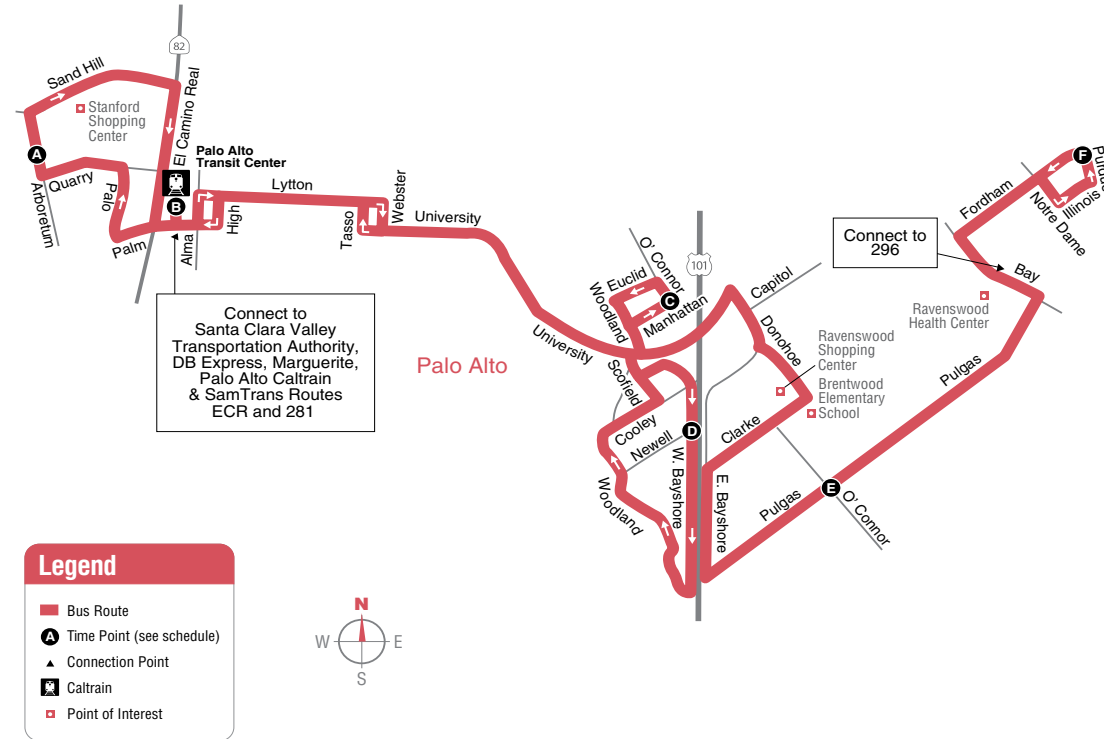 82
Sand Hill
El Camino Real
Stanford
Shopping
Center
Palo Alto
Transit Center
A
Quarry
Arboretum
Palo
Palm
B
Alma
High
Lytton
Tasso
Webster
University
Connect to
Santa Clara Valley
Transportation Authority,
DB Express, Marguerite,
Palo Alto Caltrain
& SamTrans Routes
ECR and 281
Palo Alto
University
O' Connor
101
Euclid
C
Woodland
Manhattan
Capitol
Donohoe
Scofield
Cooley
Newell
D
W. Bayshore
Woodland
E. Bayshore
Clarke
Ravenswood
Shopping
Center
Brentwood
Elementary
School
Pulgas
E
O' Connor
Pulgas
Connect to
296
Bay
Ravenswood
Health Center
Fordham
Notre Dame
Illinois
F
Legend
Bus Route
A
Time Point (see schedule)
Connection Point
Caltrain
Point of Interest
N
W
E
S